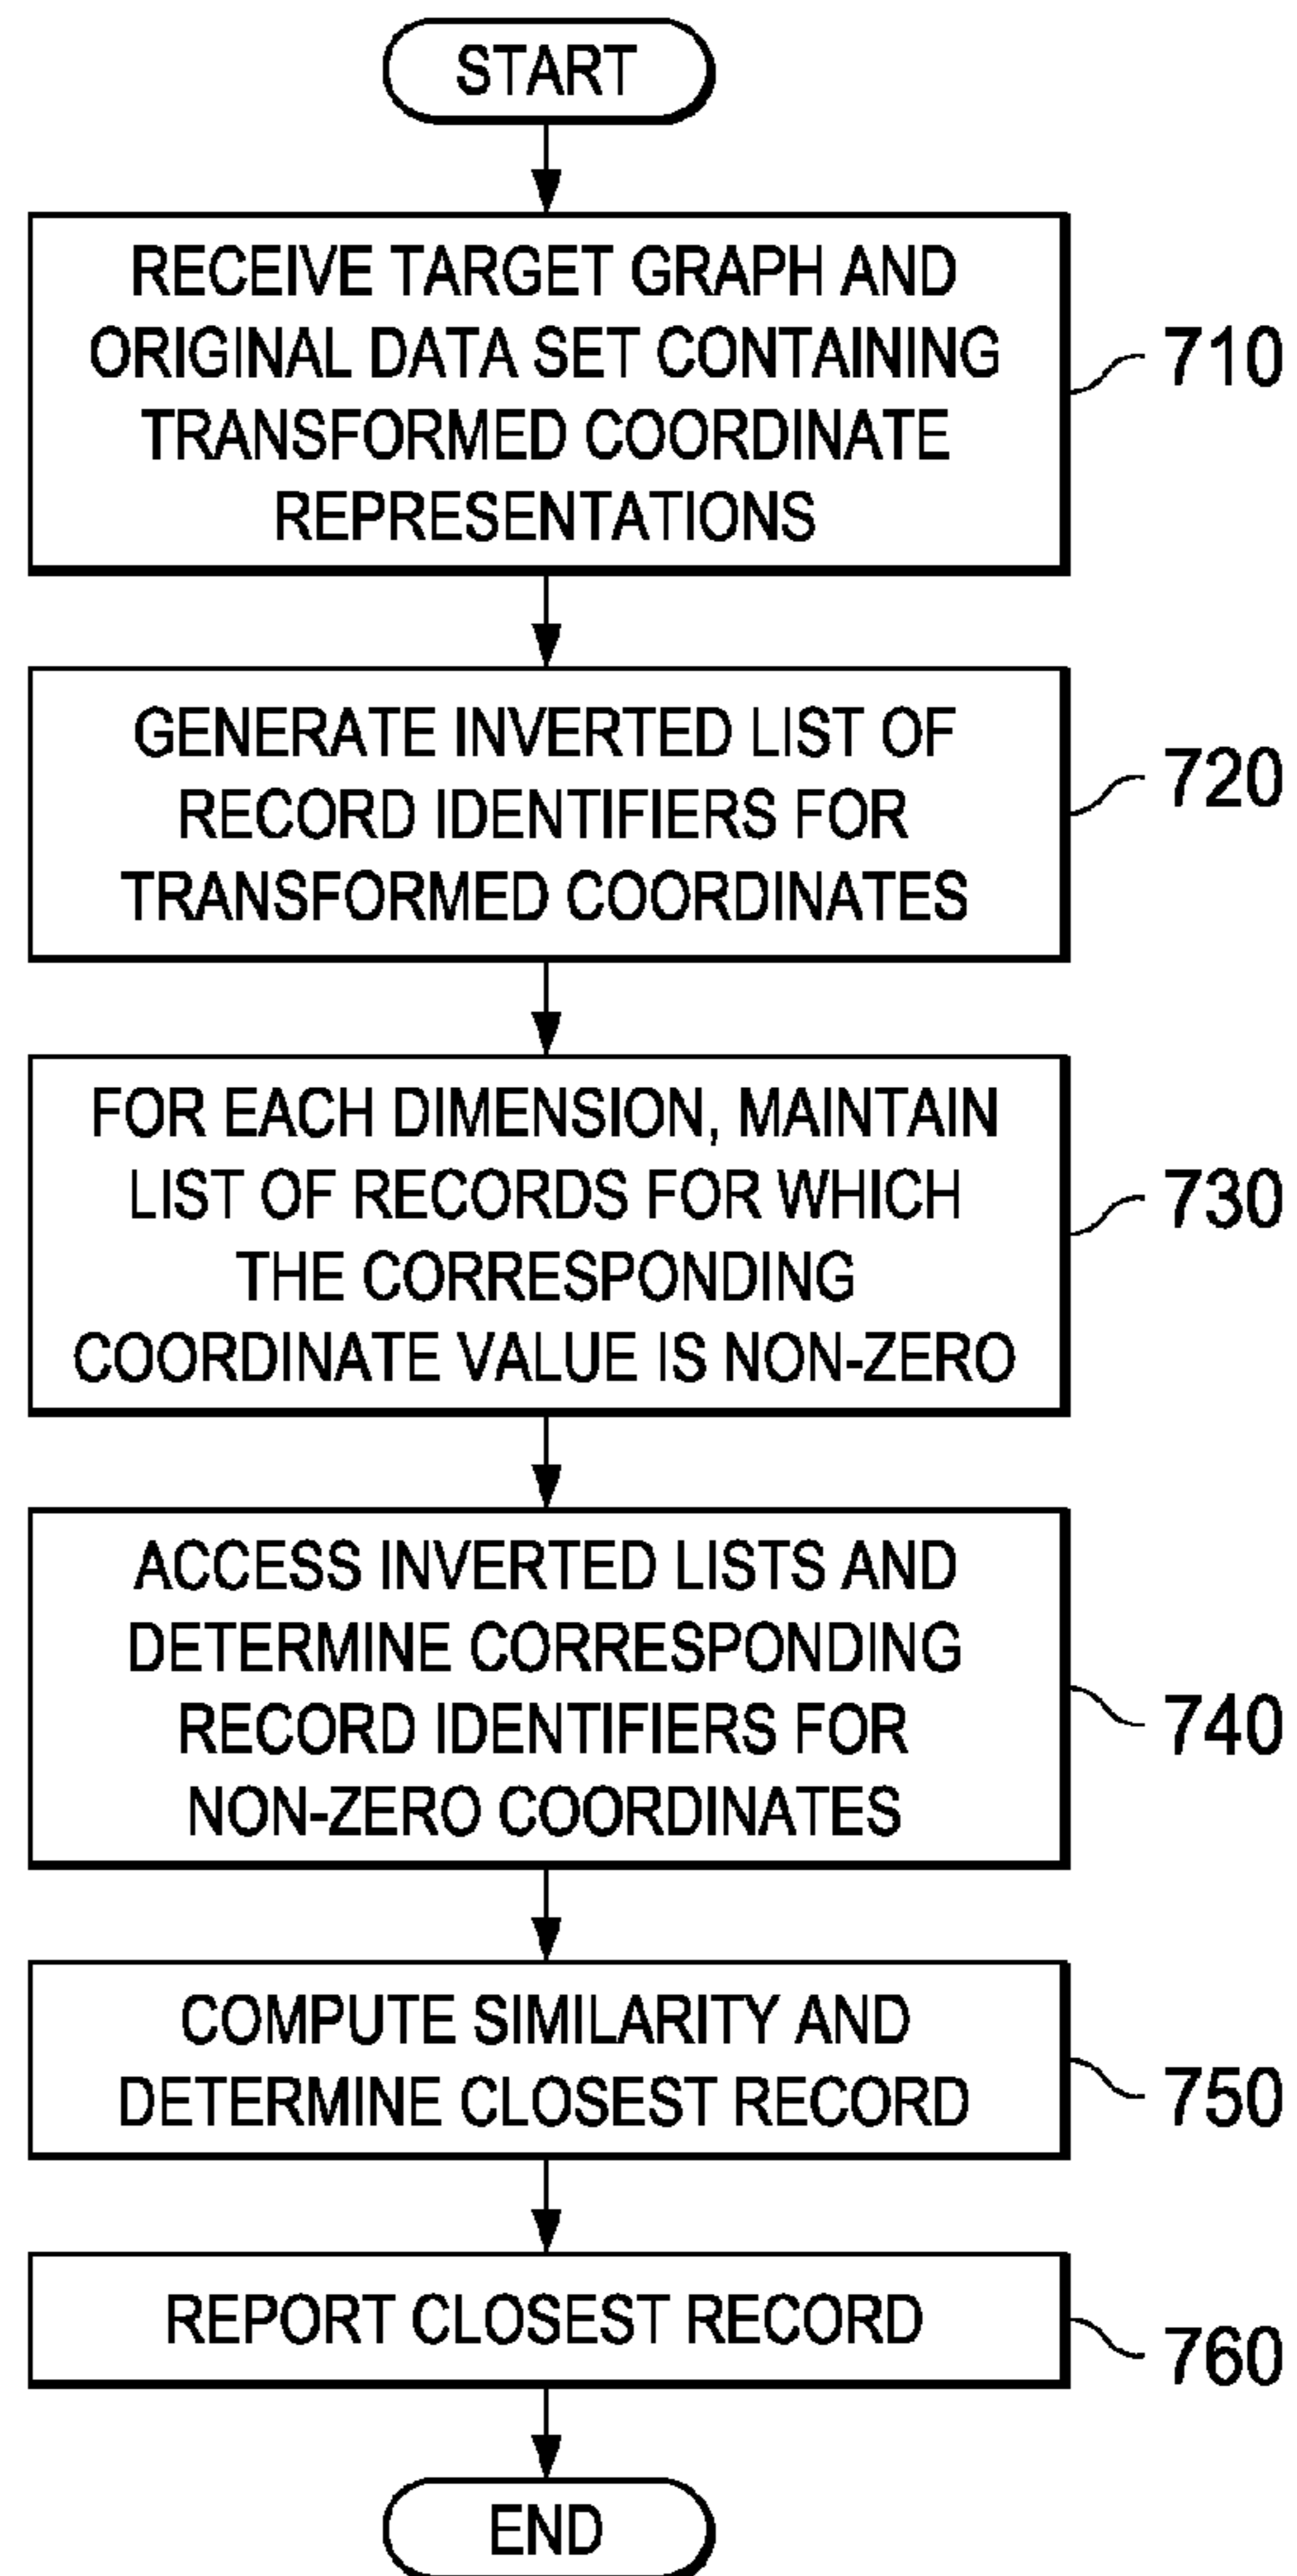 START
RECEIVE TARGET GRAPH AND
ORIGINAL DATA SET CONTAINING
TRANSFORMED COORDINATE
REPRESENTATIONS
710
GENERATE INVERTED LIST OF
RECORD IDENTIFIERS FOR
TRANSFORMED COORDINATES
720
FOR EACH DIMENSION, MAINTAIN
LIST OF RECORDS FOR WHICH
THE CORRESPONDING
COORDINATE VALUE IS NON-ZERO
730
ACCESS INVERTED LISTS AND
DETERMINE CORRESPONDING
RECORD IDENTIFIERS FOR
NON-ZERO COORDINATES
740
COMPUTE SIMILARITY AND
DETERMINE CLOSEST RECORD
750
REPORT CLOSEST RECORD
760
END